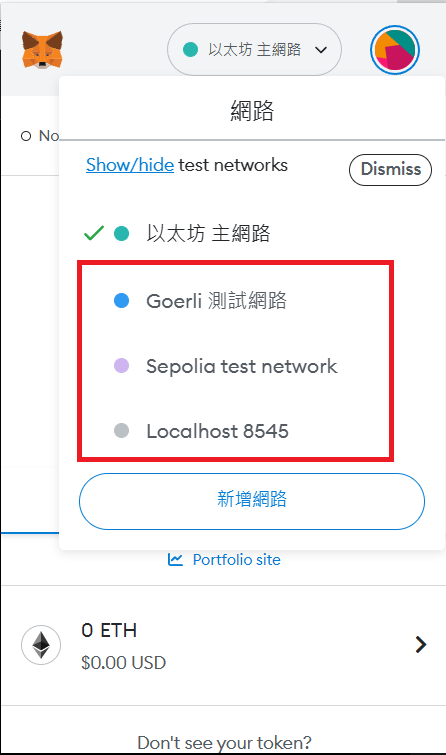 以太坊 主網路
網路
No
Show/hide test networks
Dismiss
以太坊 主網路
Goerli 測試網路
Sepolia test network
Localhost 8545
新增網路
Portfolio site
0 ETH
$0.00 USD
Don't see your token?